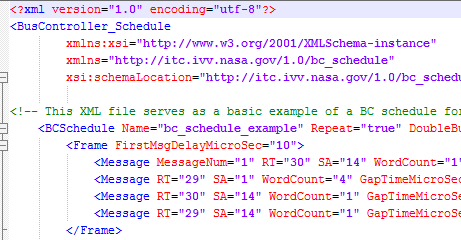 <?xml version="1.0" encoding="utf-8"?>
<BusController_Schedule
xmlns:xsi="http://www.w3.org/2001/XMLSchema-instance"
xmlns="http://itc.ivv.nasa.gov/1.0/bc_schedule"
xsi:schemaLocation="http://itc.ivv.nasa.gov/1.0/bc_schedu
<!-- This XML file serves as a basic example of a BC schedule for
<BCSchedule Name="bc_schedule_example" Repeat="true" DoubleBu
<Frame FirstMsgDelayMicroSec="10">
<Message MessageNum="1" RT="30" SA="14" WordCount="1"
<Message RT="29" SA="1" WordCount="4" GapTimeMicroSe
<Message RT="30" SA="14" WordCount="1" GapTimeMicroS
<Message RT="29" SA="14" WordCount="1" GapTimeMicroS
</Frame>